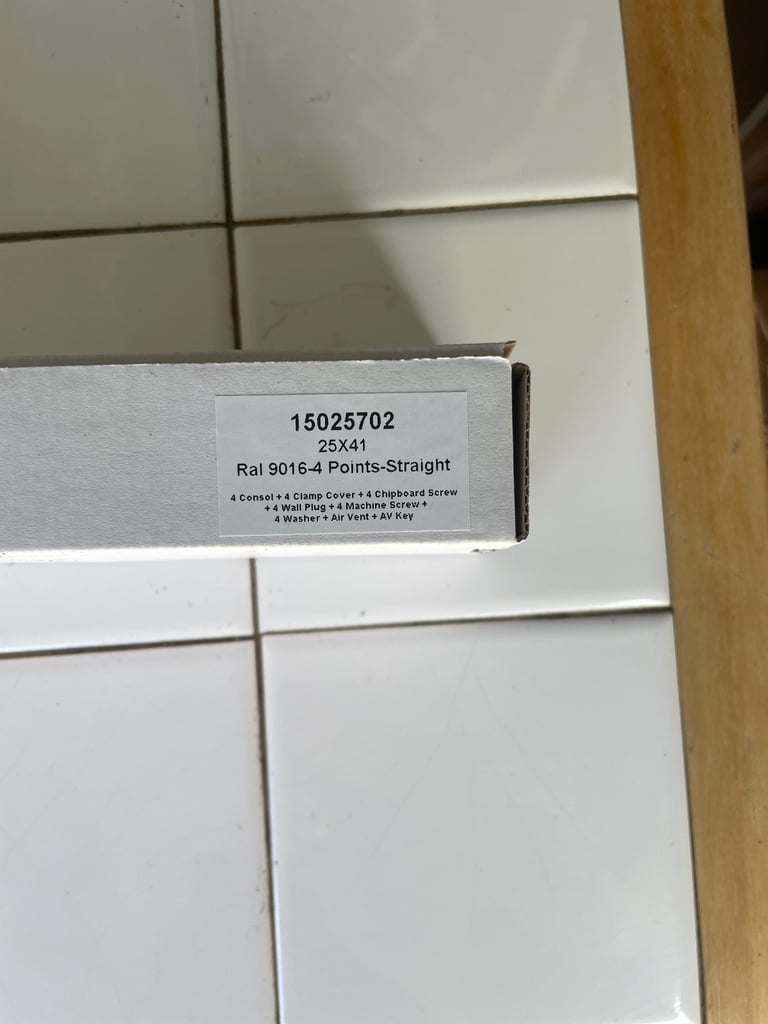 15025702
25X41
Ral 9016-4 Points-Straight
4 Consol + 4 Clamp Cover + 4 Chipboard Screw
+ 4 Wall Plug + 4 Machine Screw +
4 Washer + Air Vent + AV Key